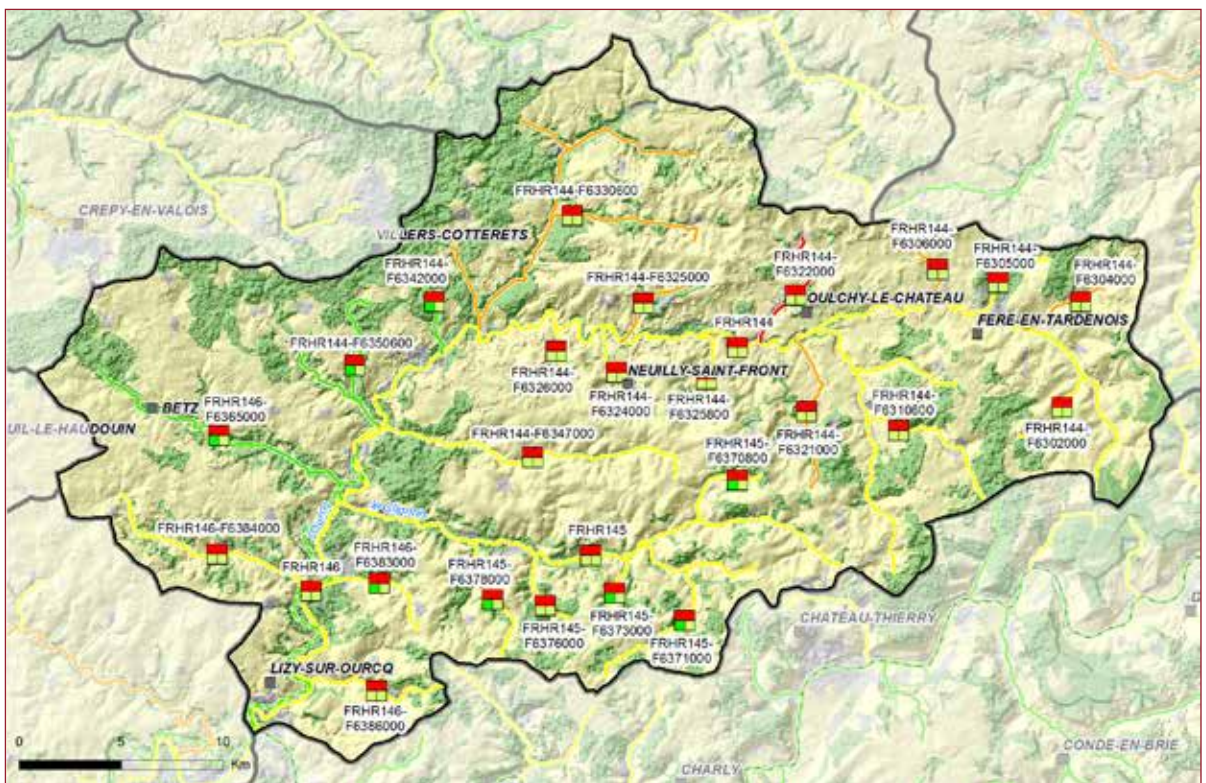 CREPY-EN-VALOIS
FRHR144-F6330600
VILLERS-COTTERETS
FRHR144-
F6342000
FRHR144-F6325000
FRHR144-
F6322000
FRHR144-
F6306000
FRHR144-
F6305000
FRHR144-
F6304000
OULCHY-LE-CHATEAU
FERE-EN-TARDENOIS
FRHR144-F6350600
FRHR144
FRHR144-
F6326000
FRHR144-
F6324000
NEUILLY-SAINT-FRONT
FRHR144-
F6325800
FRHR144-
F6321000
FRHR144-
F6310600
FRHR144-
F6302000
BETZ
FRHR146-
F6365000
UIL-LE-HAUDOUIN
FRHR144-F6347000
FRHR145-
F6370800
FRHR146-F6384000
FRHR146
FRHR146-
F6383000
FRHR145-
F6378000
FRHR145
FRHR145-
F6376000
FRHR145-
F6373000
FRHR145-
F6371000
CHATEAU-THIERRY
LIZY-SUR-OURCQ
FRHR146-
F6386000
0 5 10
Km
CHARLY
CONDE-EN-BRIE